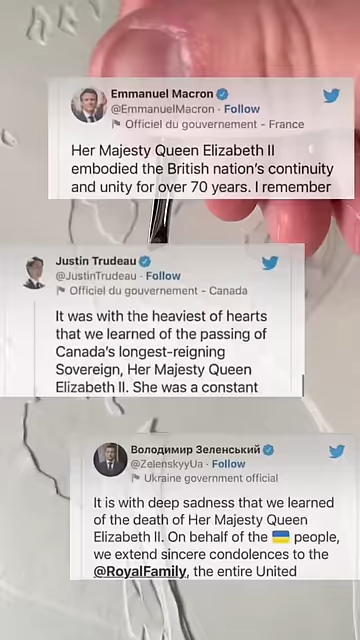 Emmanuel Macron
@EmmanuelMacron · Follow
Officiel du gouvernement - France
Her Majesty Queen Elizabeth II
embodied the British nation's continuity
and unity for over 70 years. I remember
Justin Trudeau
@JustinTrudeau · Follow
Officiel du gouvernement - Canada
It was with the heaviest of hearts
that we learned of the passing of
Canada's longest-reigning
Sovereign, Her Majesty Queen
Elizabeth II. She was a constant
Володимир Зеленський
@ZelenskyyUa · Follow
Ukraine government official
It is with deep sadness that we learned
of the death of Her Majesty Queen
Elizabeth II. On behalf of the 🇺🇦 people,
we extend sincere condolences to the
@RoyalFamily, the entire United